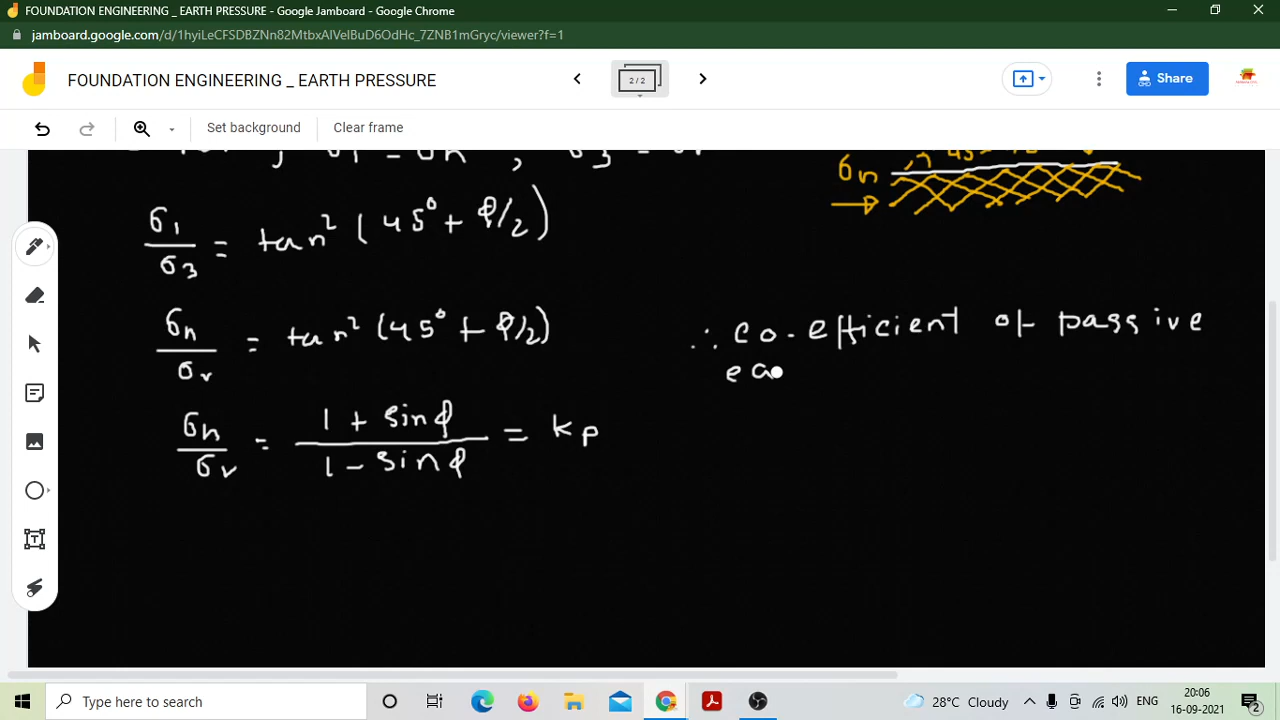 FOUNDATION ENGINEERING _ EARTH PRESSURE - Google Jamboard - Google Chrome
jamboard.google.com/d/1hyiLeCFSDBZNn82MtbxAlVelBuD6OdHc_7ZNB1mGryc/viewer?f=1
FOUNDATION ENGINEERING _ EARTH PRESSURE
2 / 2
Share
Set background
Clear frame
σh 45
σ1/σ3 = tan² (45° + φ/2)
σh/σv = tan² (45° + φ/2)
∴ co-efficient of passive
ea
σh/σv = 1 + sinφ / 1 - sinφ = kp
Type here to search
28°C Cloudy
ENG
20:06
16-09-2021
2